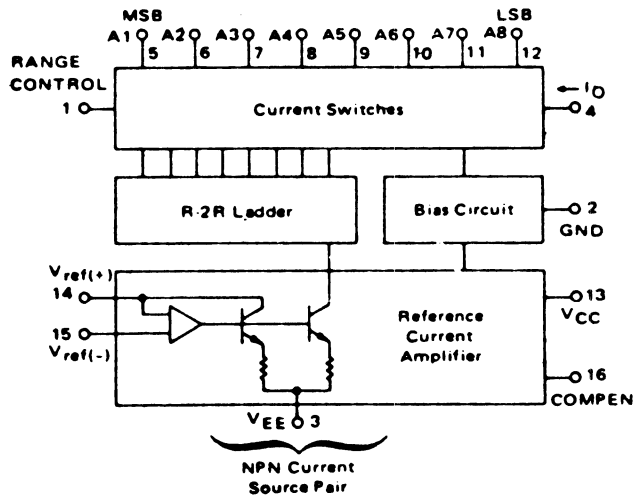 MSB LSB
A1 A2 A3 A4 A5 A6 A7 A8
5 6 7 8 9 10 11 12
RANGE
CONTROL
1
Current Switches
IO
4
R-2R Ladder
Bias Circuit
2
GND
Vref(+)
14
15
Vref(-)
Reference
Current
Amplifier
13
VCC
16
COMPEN
VEE 3
NPN Current
Source Pair